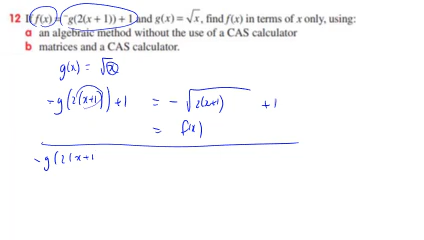 12 If f(x) = ⁻g(2(x + 1)) + 1 and g(x) = √x, find f(x) in terms of x only, using:
a an algebraic method without the use of a CAS calculator
b matrices and a CAS calculator.
g(x) = √x
-g(2(x+1)) + 1 = - √2(x+1) + 1
= f(x)
-g(2(x+1